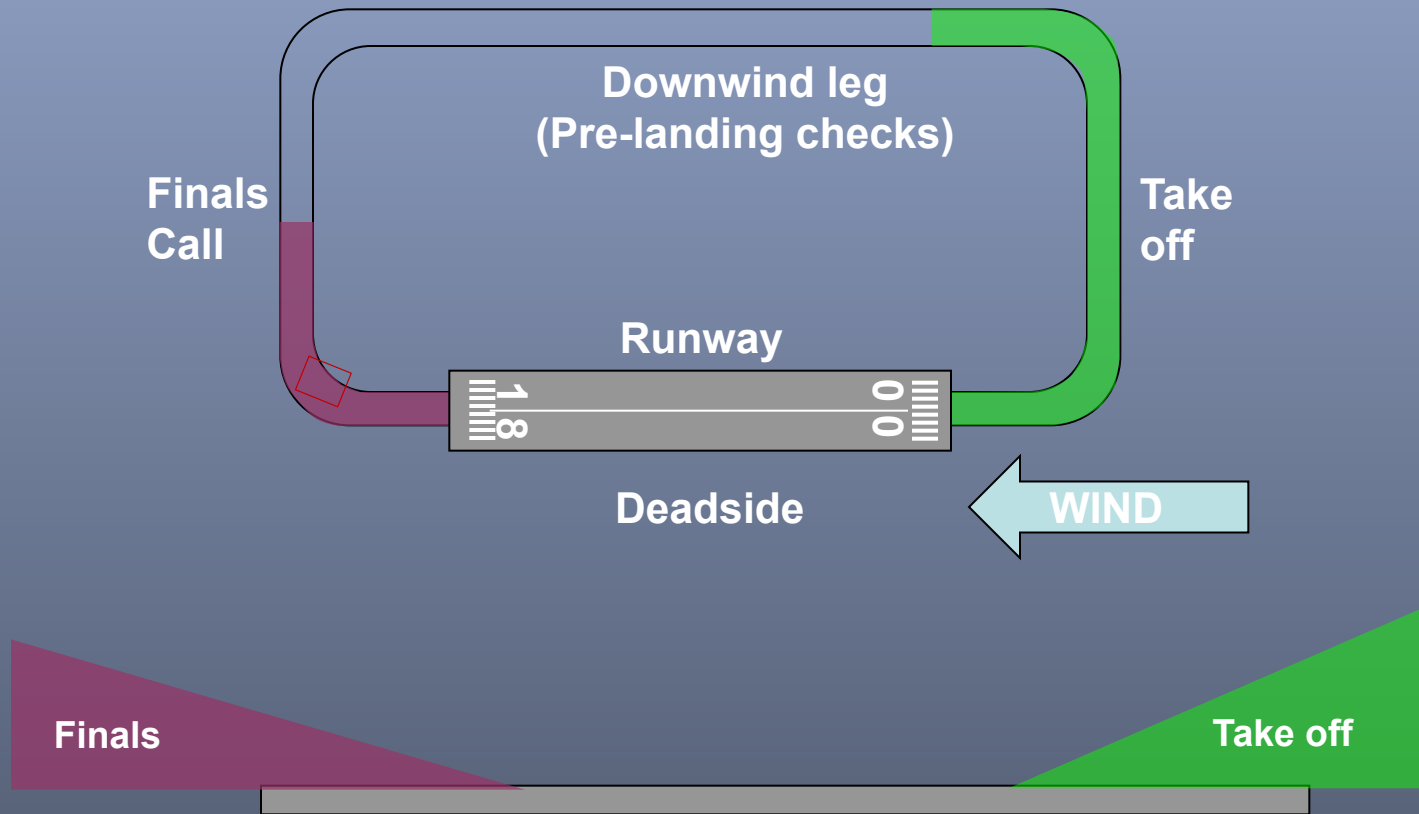 Downwind leg
(Pre-landing checks)
Finals
Call
Take
off
Runway
18
00
Deadside
WIND
Finals
Take off